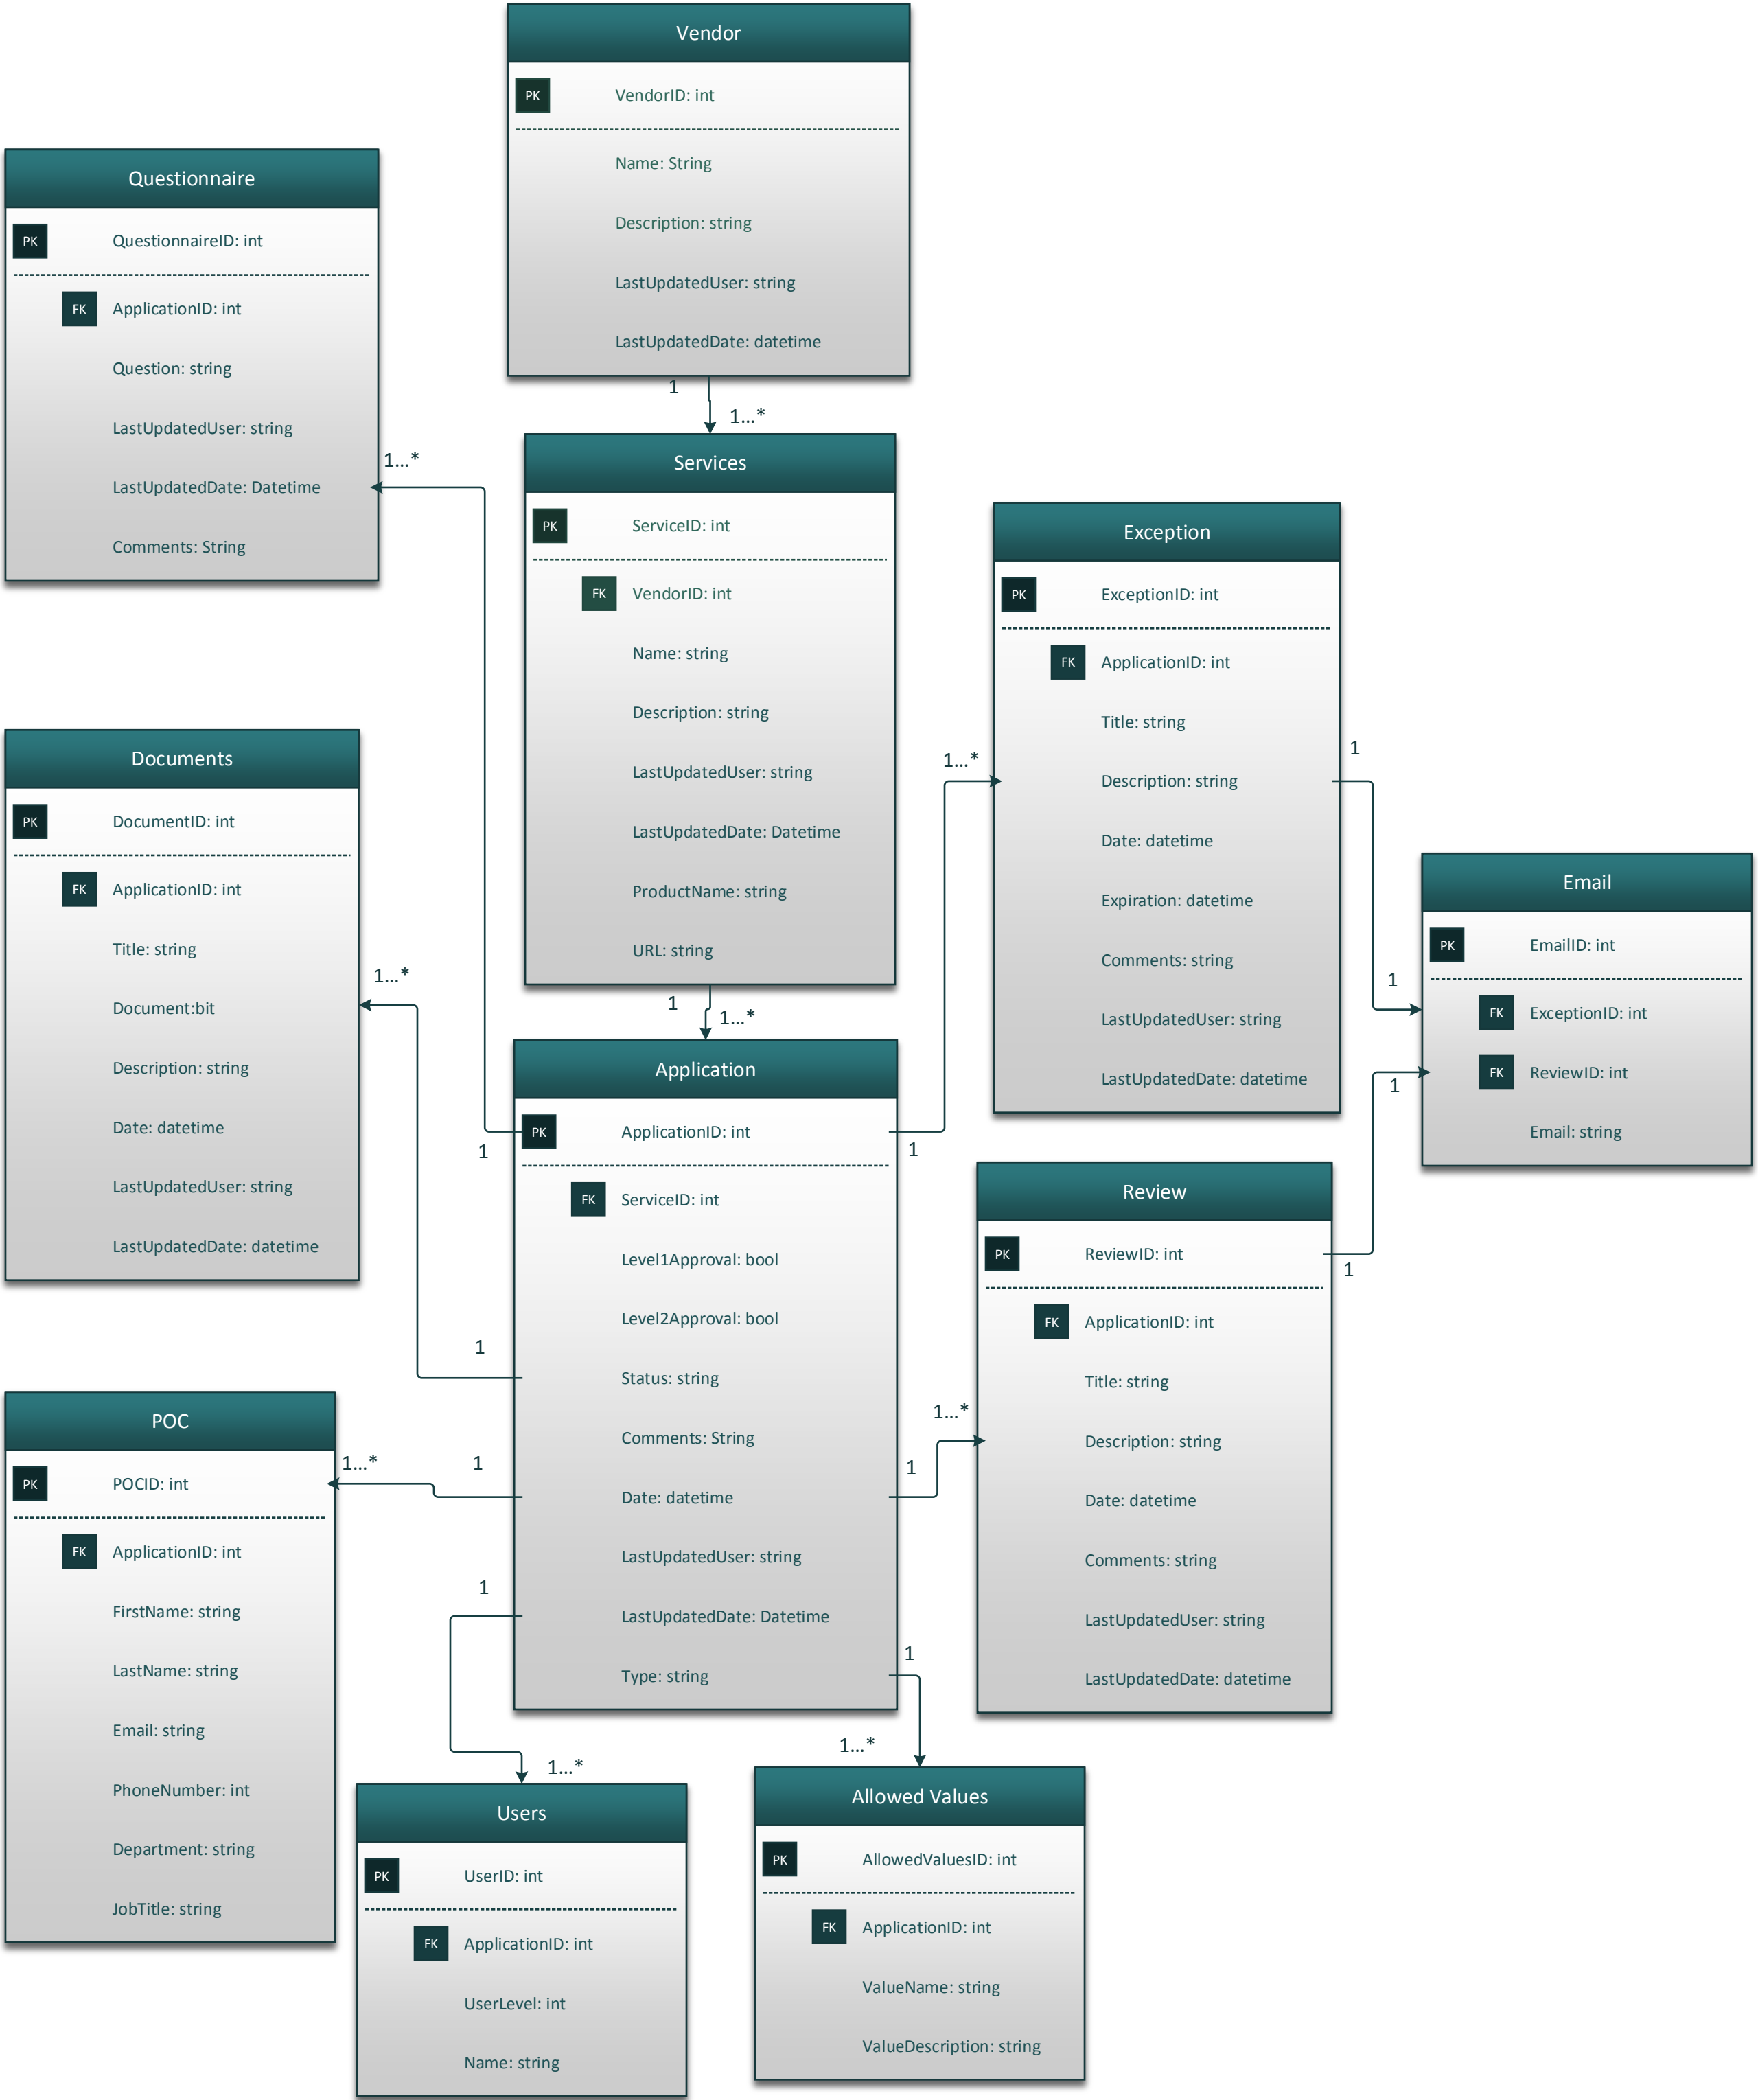 Vendor
PK VendorID: int
Name: String
Description: string
LastUpdatedUser: string
LastUpdatedDate: datetime
1
1...*
Questionnaire
PK QuestionnaireID: int
FK ApplicationID: int
Question: string
LastUpdatedUser: string
LastUpdatedDate: Datetime
Comments: String
1...*
Services
PK ServiceID: int
FK VendorID: int
Name: string
Description: string
LastUpdatedUser: string
LastUpdatedDate: Datetime
ProductName: string
URL: string
1
1...*
Exception
PK ExceptionID: int
FK ApplicationID: int
Title: string
Description: string
Date: datetime
Expiration: datetime
Comments: string
LastUpdatedUser: string
LastUpdatedDate: datetime
1...*
1
Documents
PK DocumentID: int
FK ApplicationID: int
Title: string
Document:bit
Description: string
Date: datetime
LastUpdatedUser: string
LastUpdatedDate: datetime
1...*
Email
PK EmailID: int
FK ExceptionID: int
FK ReviewID: int
Email: string
1
1
Application
PK ApplicationID: int
FK ServiceID: int
Level1Approval: bool
Level2Approval: bool
Status: string
Comments: String
Date: datetime
LastUpdatedUser: string
LastUpdatedDate: Datetime
Type: string
1
1
1
1
1
1
1
Review
PK ReviewID: int
FK ApplicationID: int
Title: string
Description: string
Date: datetime
Comments: string
LastUpdatedUser: string
LastUpdatedDate: datetime
1...*
1
POC
PK POCID: int
FK ApplicationID: int
FirstName: string
LastName: string
Email: string
PhoneNumber: int
Department: string
JobTitle: string
1...*
Users
PK UserID: int
FK ApplicationID: int
UserLevel: int
Name: string
1...*
Allowed Values
PK AllowedValuesID: int
FK ApplicationID: int
ValueName: string
ValueDescription: string
1...*